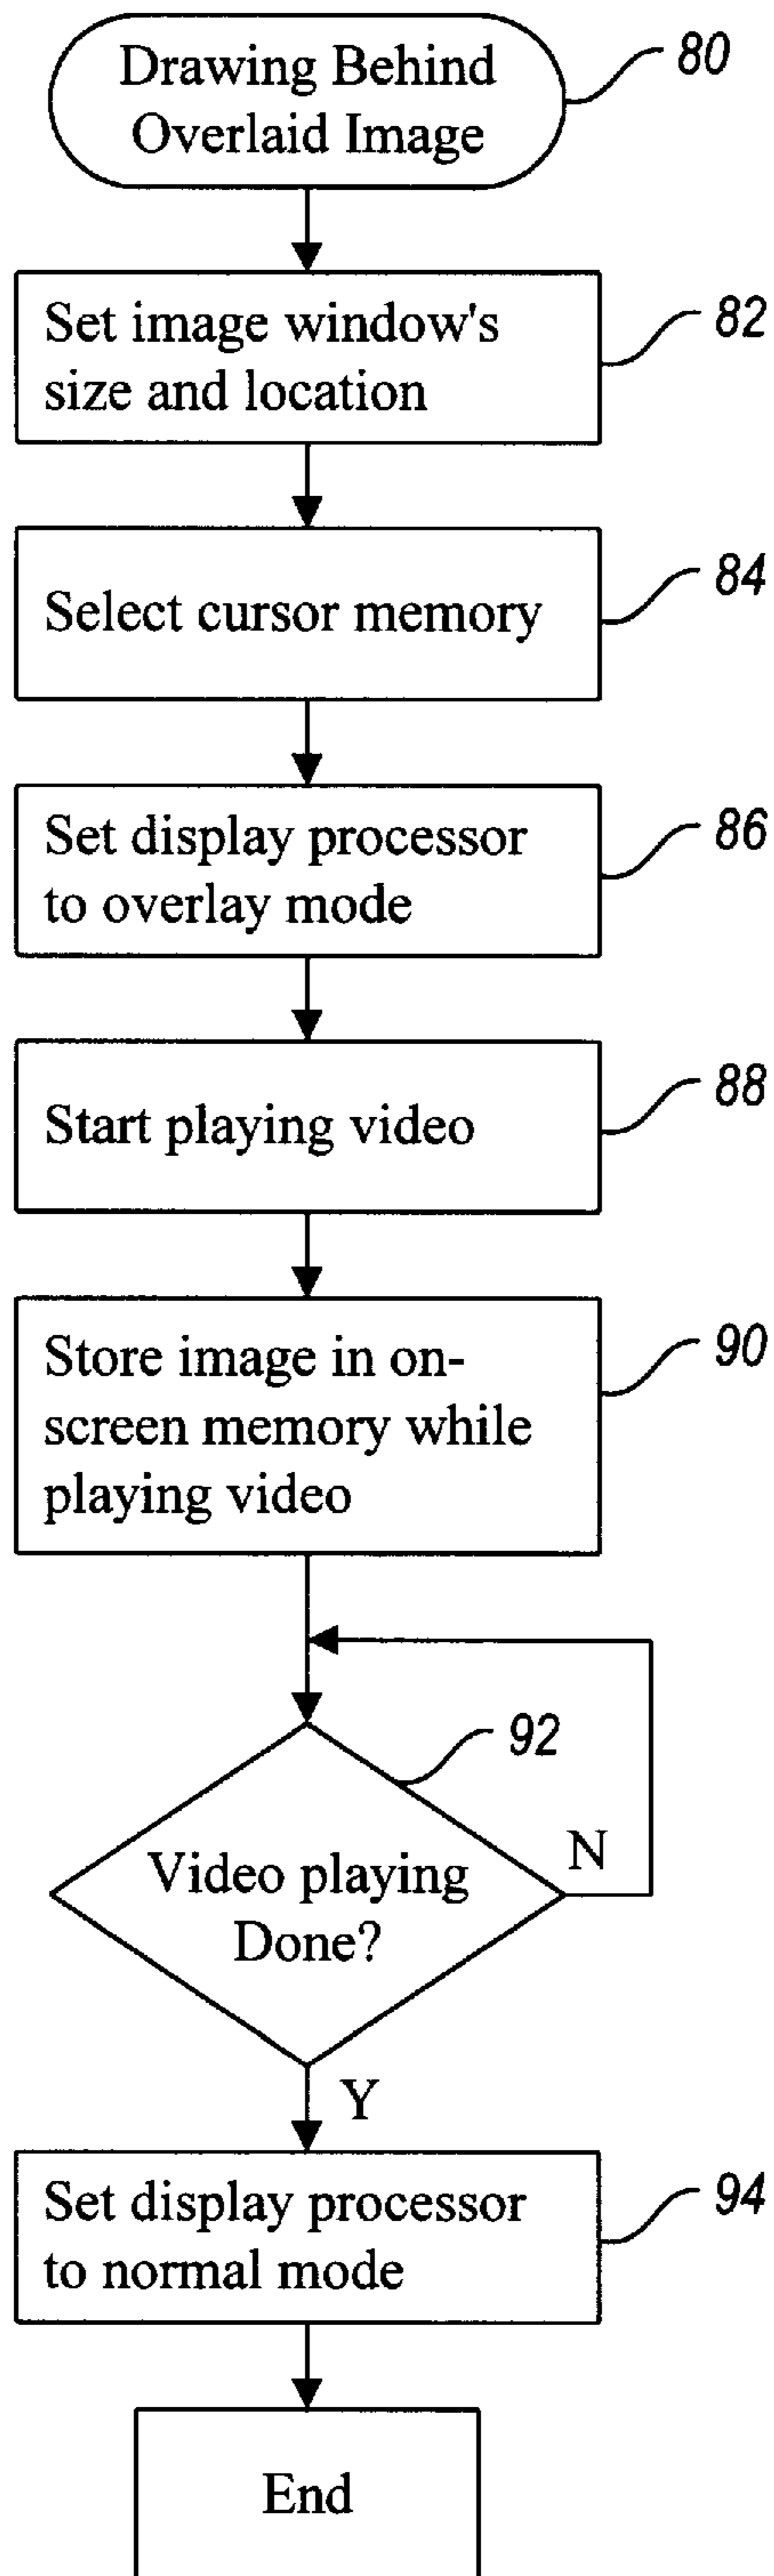 Drawing Behind
Overlaid Image
80
Set image window's
size and location
82
Select cursor memory
84
Set display processor
to overlay mode
86
Start playing video
88
Store image in on-
screen memory while
playing video
90
92
Video playing
Done?
N
Y
Set display processor
to normal mode
94
End